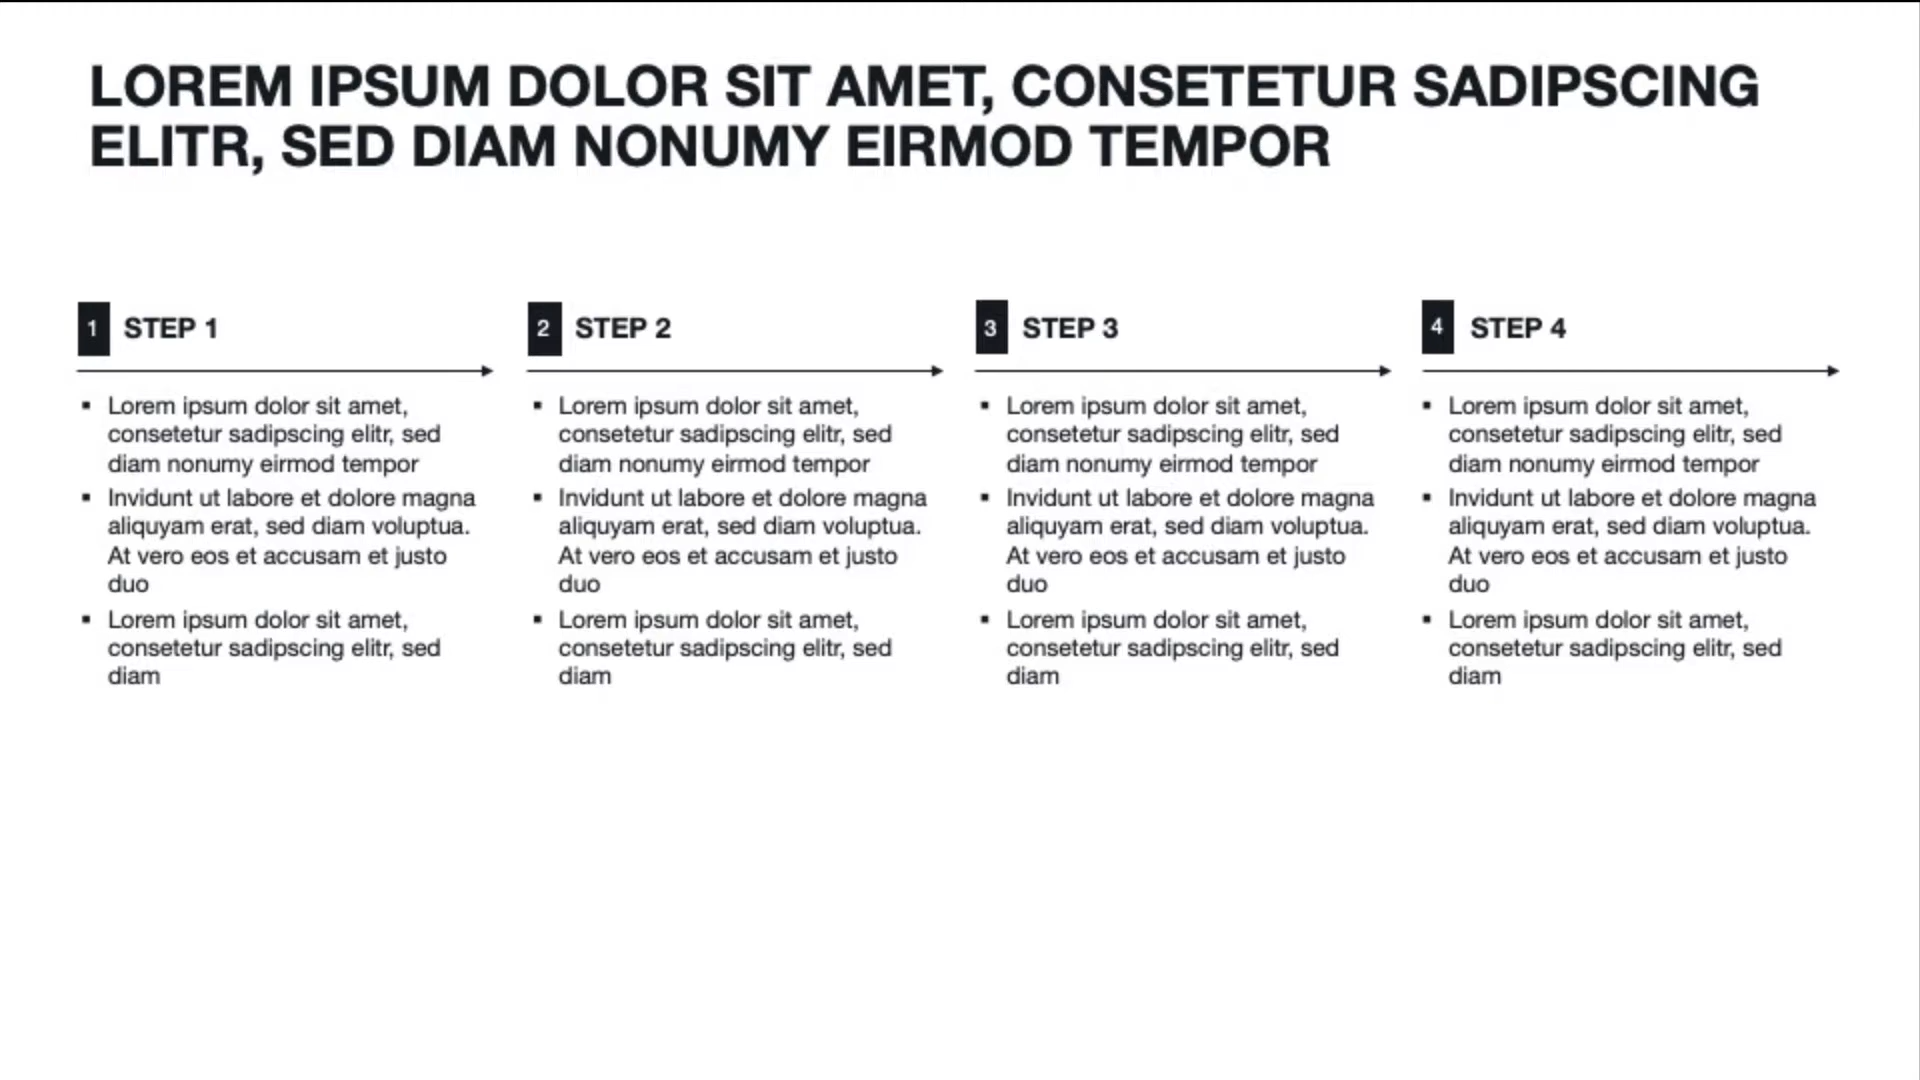 LOREM IPSUM DOLOR SIT AMET, CONSETETUR SADIPSCING
ELITR, SED DIAM NONUMY EIRMOD TEMPOR
1 STEP 1
▪ Lorem ipsum dolor sit amet,
consetetur sadipscing elitr, sed
diam nonumy eirmod tempor
▪ Invidunt ut labore et dolore magna
aliquyam erat, sed diam voluptua.
At vero eos et accusam et justo
duo
▪ Lorem ipsum dolor sit amet,
consetetur sadipscing elitr, sed
diam
2 STEP 2
▪ Lorem ipsum dolor sit amet,
consetetur sadipscing elitr, sed
diam nonumy eirmod tempor
▪ Invidunt ut labore et dolore magna
aliquyam erat, sed diam voluptua.
At vero eos et accusam et justo
duo
▪ Lorem ipsum dolor sit amet,
consetetur sadipscing elitr, sed
diam
3 STEP 3
▪ Lorem ipsum dolor sit amet,
consetetur sadipscing elitr, sed
diam nonumy eirmod tempor
▪ Invidunt ut labore et dolore magna
aliquyam erat, sed diam voluptua.
At vero eos et accusam et justo
duo
▪ Lorem ipsum dolor sit amet,
consetetur sadipscing elitr, sed
diam
4 STEP 4
▪ Lorem ipsum dolor sit amet,
consetetur sadipscing elitr, sed
diam nonumy eirmod tempor
▪ Invidunt ut labore et dolore magna
aliquyam erat, sed diam voluptua.
At vero eos et accusam et justo
duo
▪ Lorem ipsum dolor sit amet,
consetetur sadipscing elitr, sed
diam